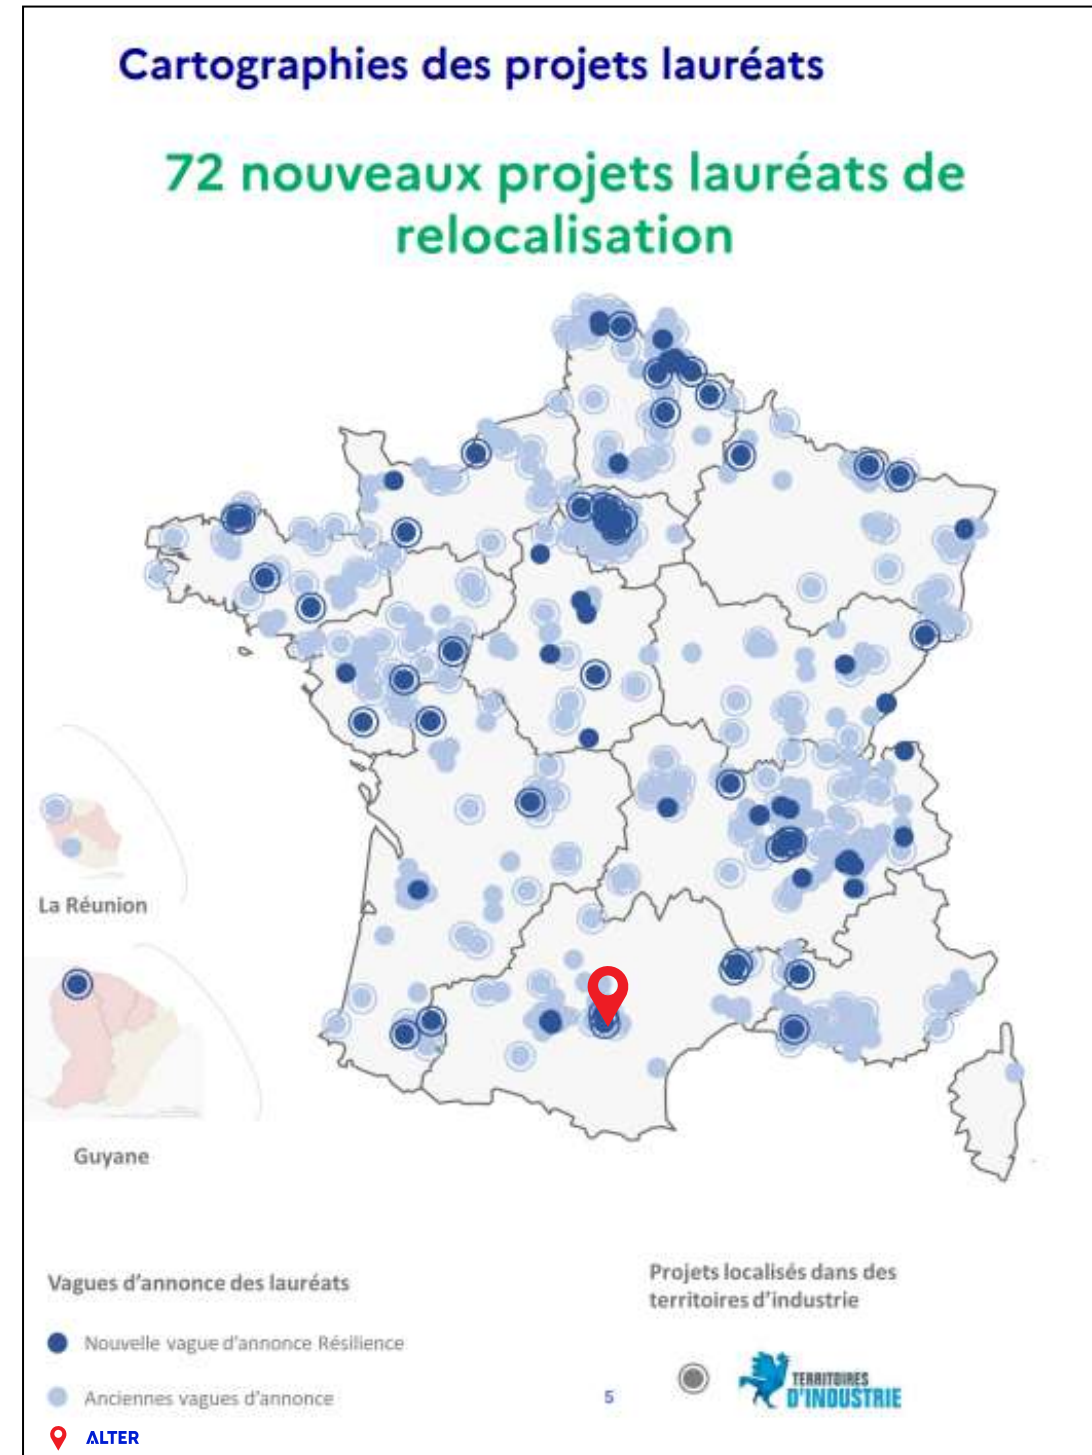 Cartographies des projets lauréats
72 nouveaux projets lauréats de
relocalisation
La Réunion
Guyane
Vagues d'annonce des lauréats
Nouvelle vague d'annonce Résilience
Anciennes vagues d'annonce
ALTER
Projets localisés dans des
territoires d'industrie
TERRITOIRES
D'INDUSTRIE
5